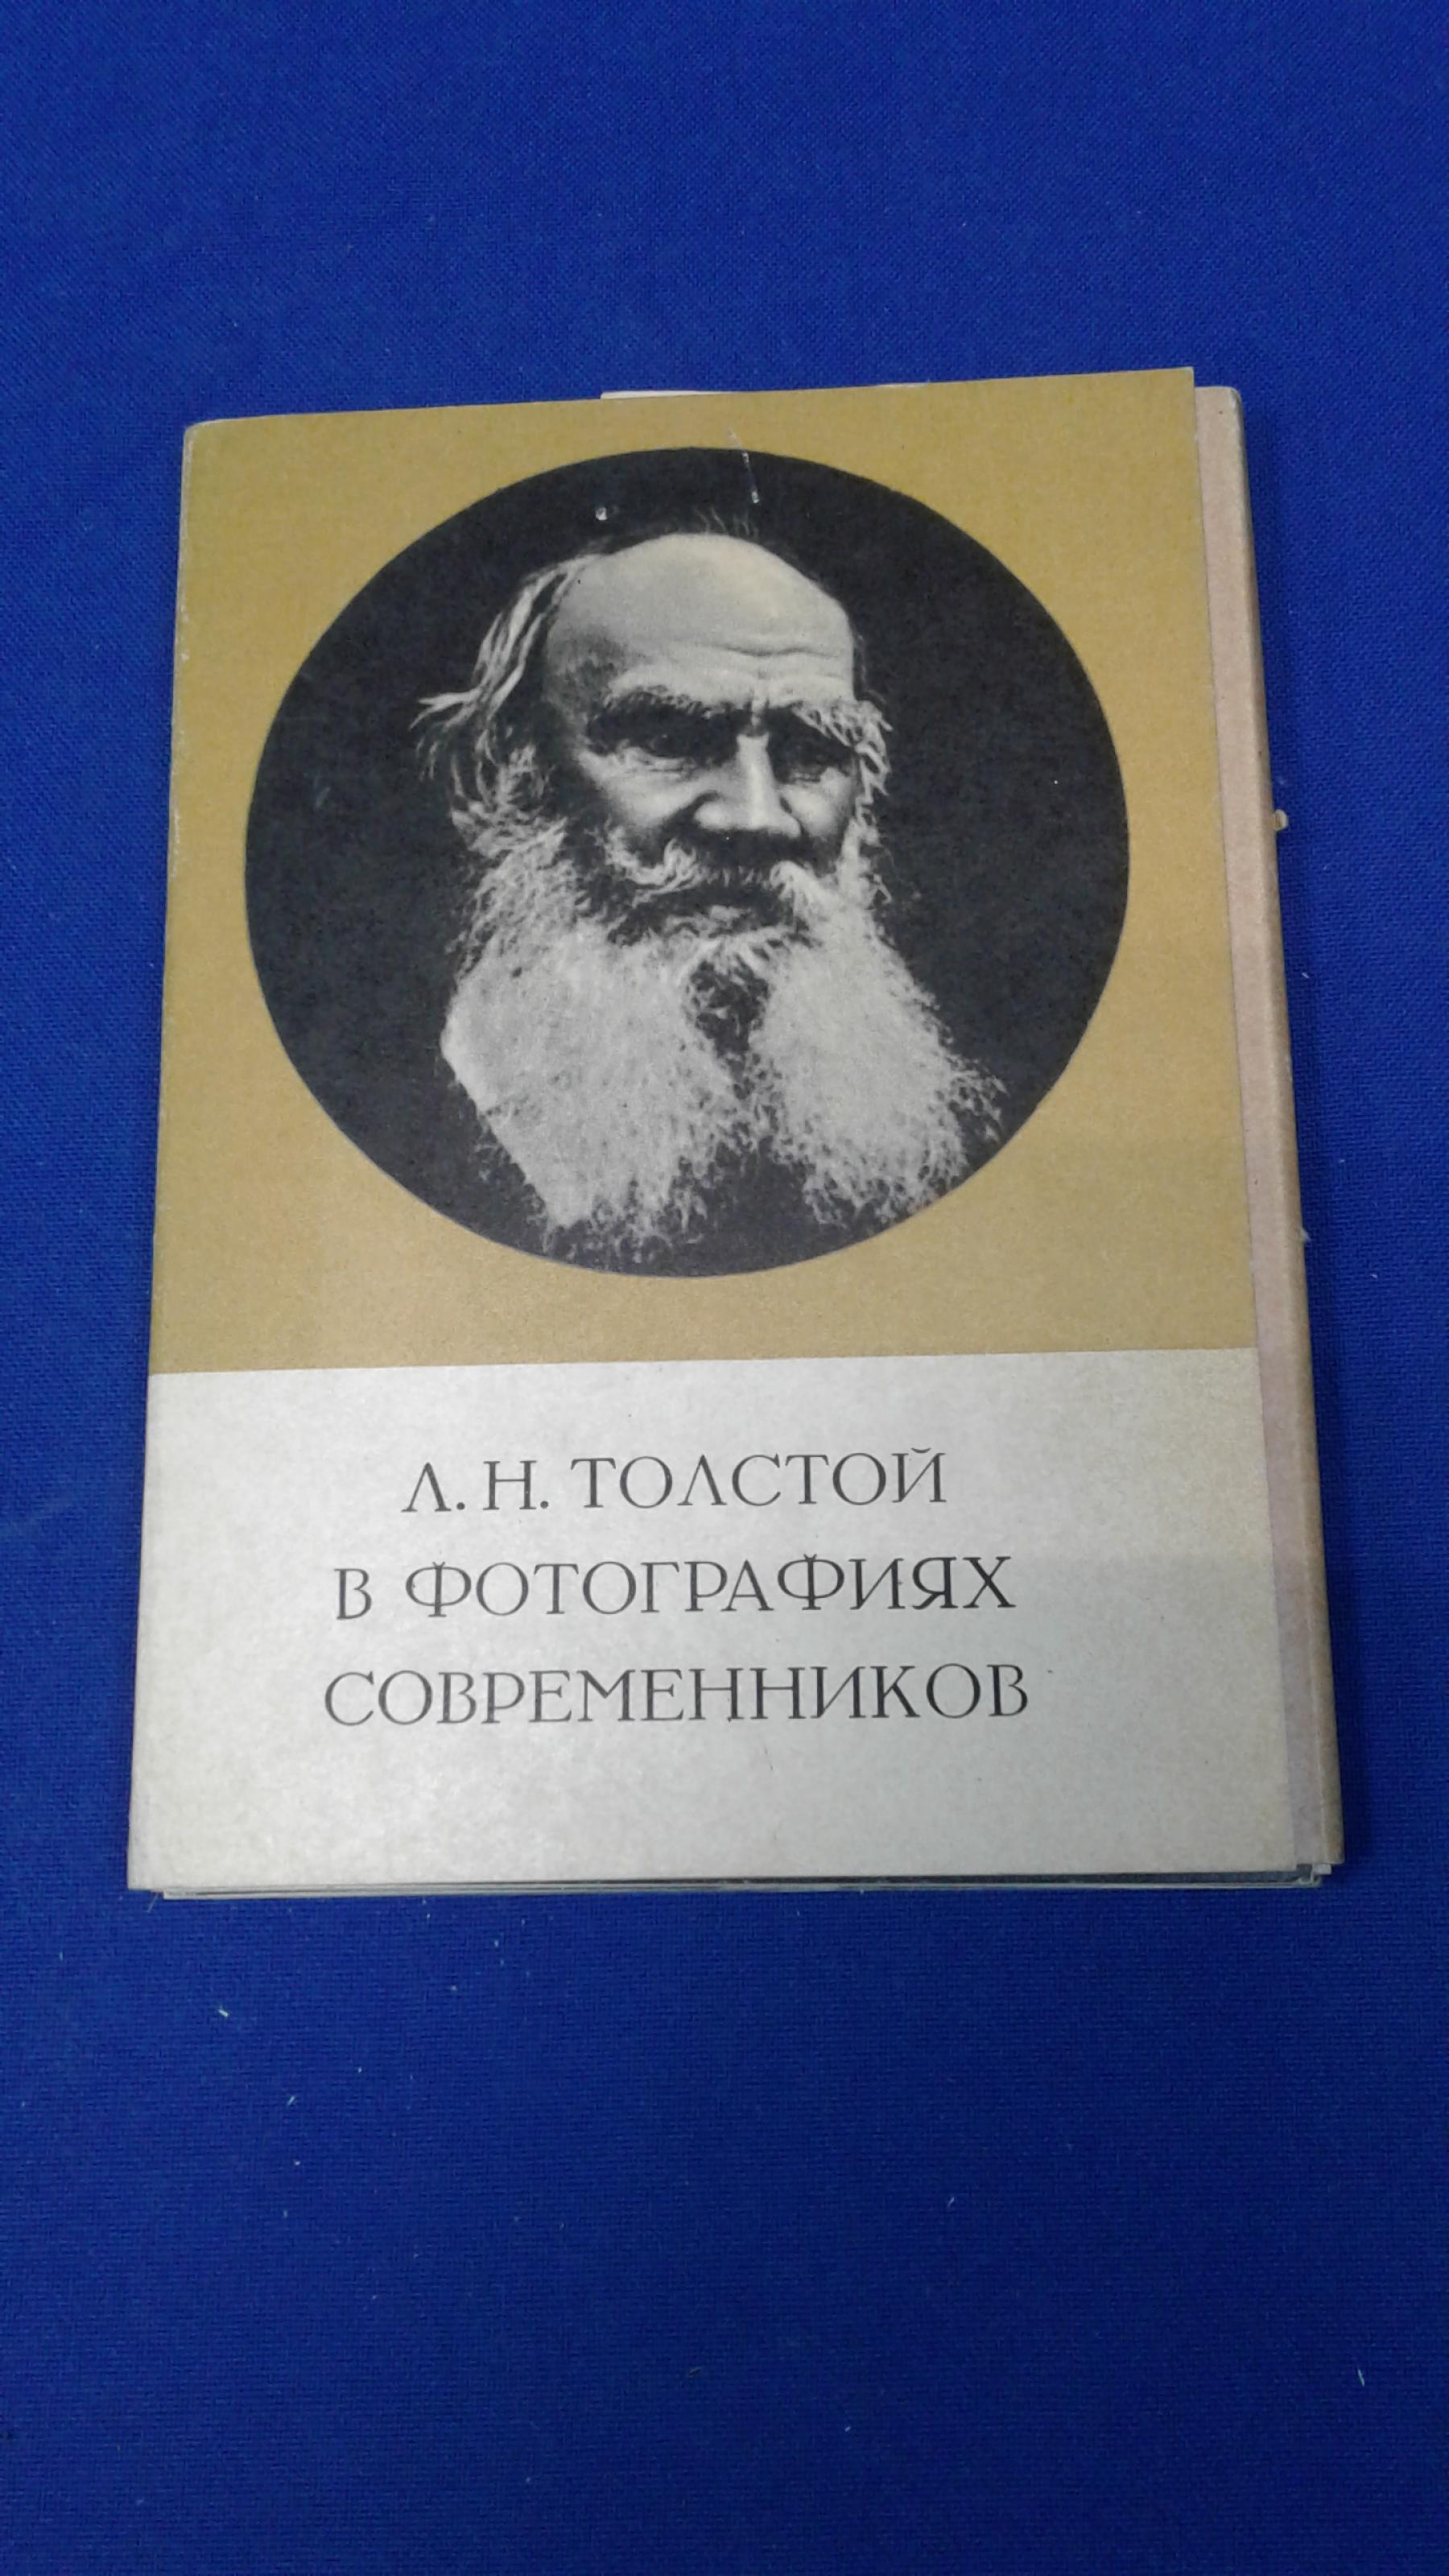 Л. Н. ТОЛСТОЙ
В ФОТОГРАФИЯХ
СОВРЕМЕННИКОВ